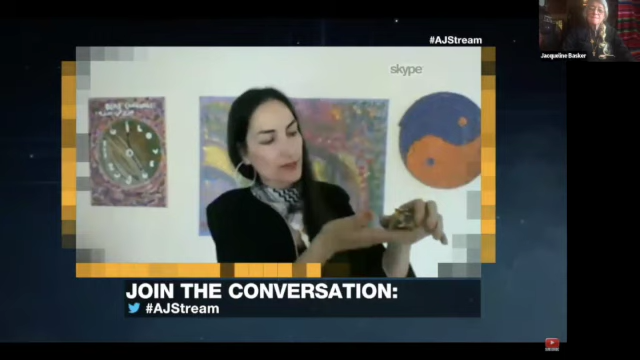 #AJStream
skype
Jacqueline Basker
JOIN THE CONVERSATION:
#AJStream